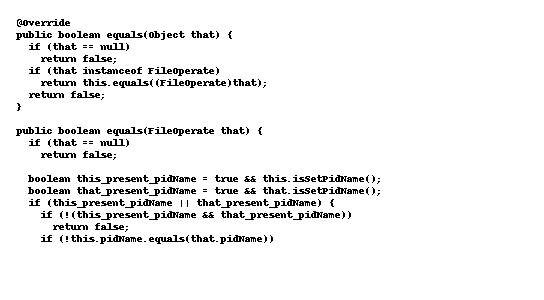 @Override
public boolean equals(Object that) {
if (that == null)
return false;
if (that instanceof FileOperate)
return this.equals((FileOperate)that);
return false;
}
public boolean equals(FileOperate that) {
if (that == null)
return false;
boolean this_present_pidName = true && this.isSetPidName();
boolean that_present_pidName = true && that.isSetPidName();
if (this_present_pidName || that_present_pidName) {
if (!(this_present_pidName && that_present_pidName))
return false;
if (!this.pidName.equals(that.pidName))